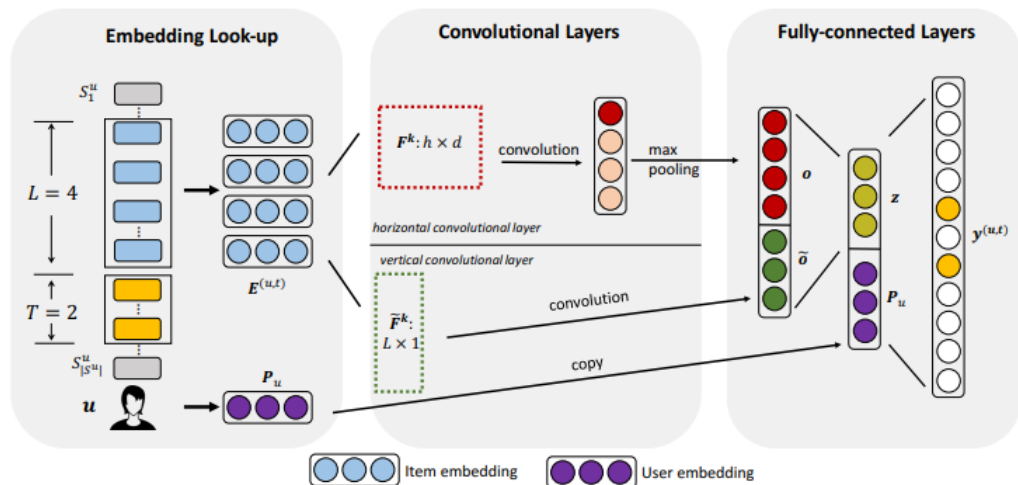 Embedding Look-up
Convolutional Layers
Fully-connected Layers
S₁ᵘ
L = 4
T = 2
S^u_{|S^u|}
u
E^(u,t)
P_u
F^k: h × d
convolution
max
pooling
horizontal convolutional layer
vertical convolutional layer
F̃^k:
L × 1
convolution
copy
o
õ
z
P_u
y^(u,t)
Item embedding
User embedding